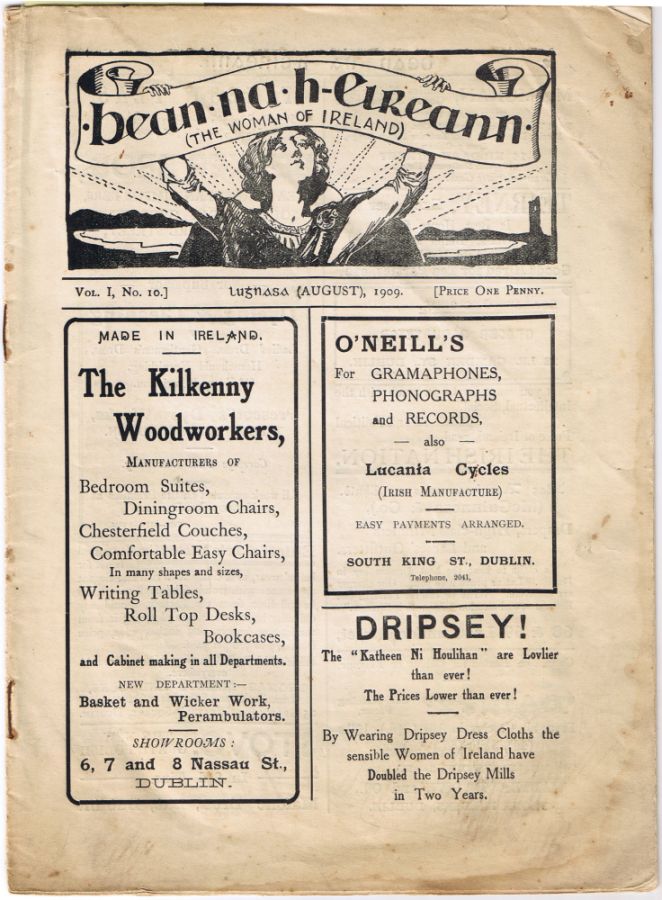 ·bean·na·h-eireann·
(THE WOMAN OF IRELAND)
VOL. I, NO. 10.] Luġnasa (AUGUST), 1909. [PRICE ONE PENNY.
MADE IN IRELAND.
The Kilkenny
Woodworkers,
MANUFACTURERS OF
Bedroom Suites,
Diningroom Chairs,
Chesterfield Couches,
Comfortable Easy Chairs,
In many shapes and sizes,
Writing Tables,
Roll Top Desks,
Bookcases,
and Cabinet making in all Departments.
NEW DEPARTMENT:—
Basket and Wicker Work,
Perambulators.
SHOWROOMS:
6, 7 and 8 Nassau St.,
DUBLIN.
O'NEILL'S
For GRAMAPHONES,
PHONOGRAPHS
and RECORDS,
— also —
Lucania Cycles
(IRISH MANUFACTURE)
EASY PAYMENTS ARRANGED.
SOUTH KING ST., DUBLIN.
Telephone, 2041.
DRIPSEY!
The "Katheen Ni Houlihan" are Lovlier
than ever!
The Prices Lower than ever!
By Wearing Dripsey Dress Cloths the
sensible Women of Ireland have
Doubled the Dripsey Mills
in Two Years.